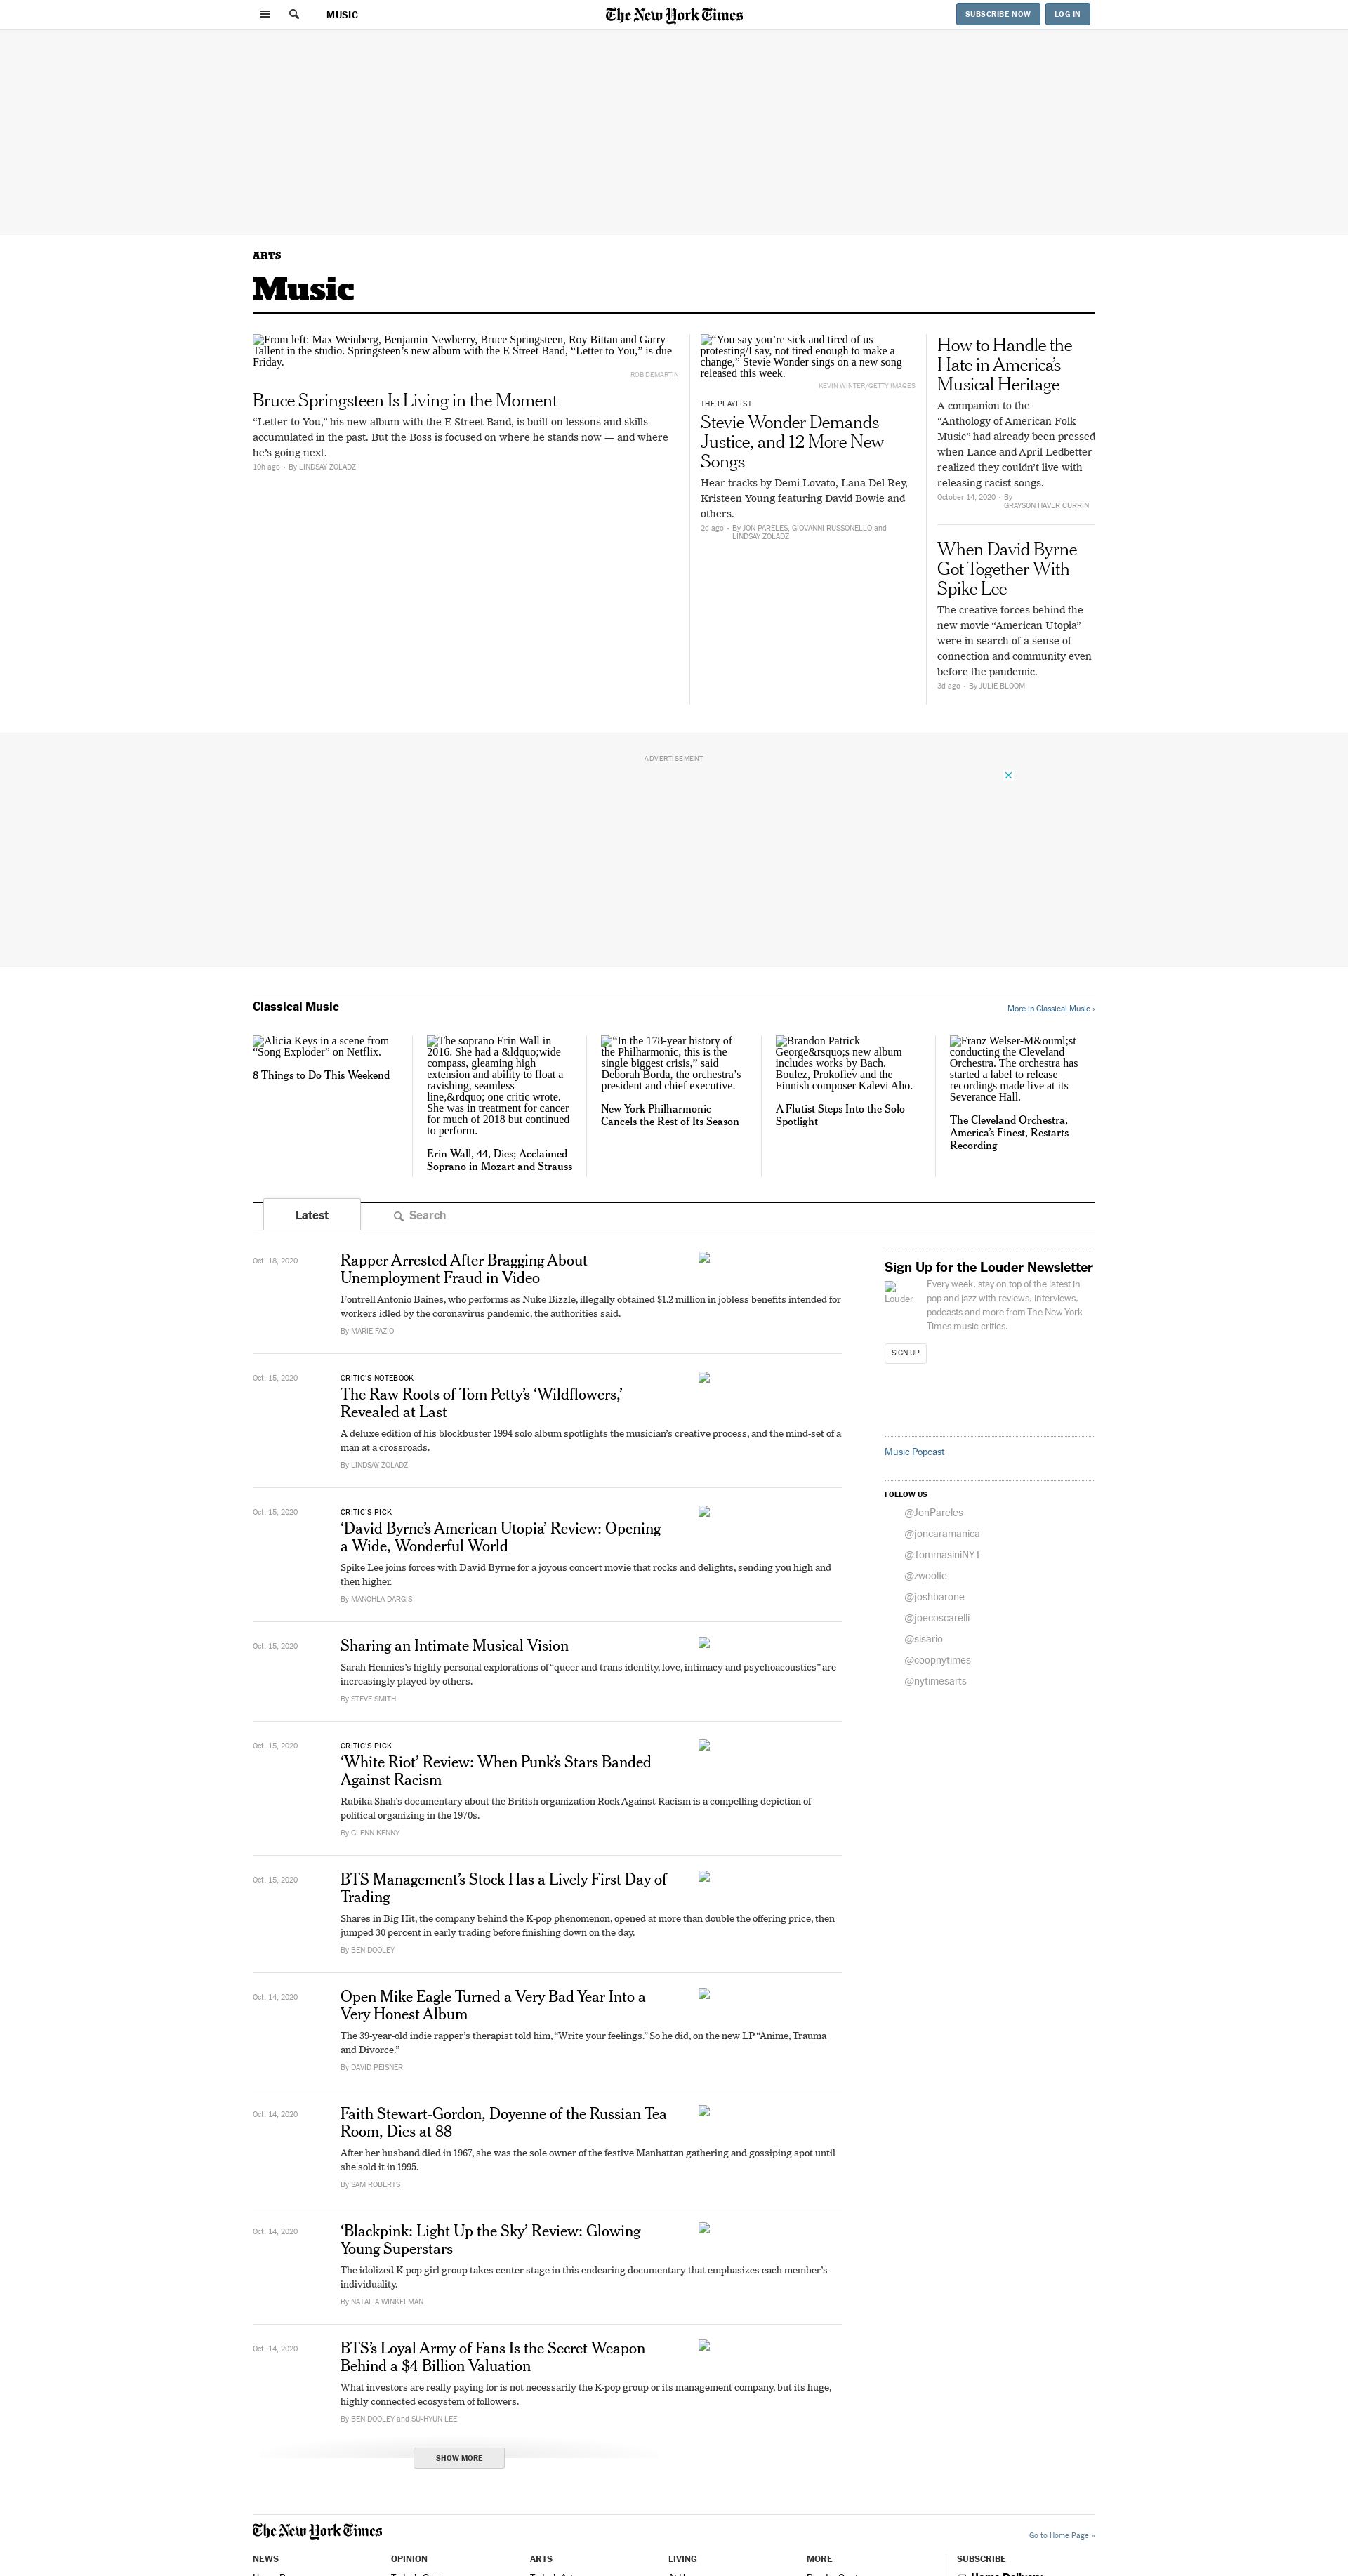 MUSIC
The New York Times
SUBSCRIBE NOW
LOG IN
ARTS
Music
From left: Max Weinberg, Benjamin Newberry, Bruce Springsteen, Roy Bittan and Garry
Tallent in the studio. Springsteen’s new album with the E Street Band, “Letter to You,” is due
Friday.
ROB DEMARTIN
Bruce Springsteen Is Living in the Moment
“Letter to You,” his new album with the E Street Band, is built on lessons and skills
accumulated in the past. But the Boss is focused on where he stands now — and where
he’s going next.
10h ago • By LINDSAY ZOLADZ
“You say you’re sick and tired of us
protesting/I say, not tired enough to make a
change,” Stevie Wonder sings on a new song
released this week.
KEVIN WINTER/GETTY IMAGES
THE PLAYLIST
Stevie Wonder Demands
Justice, and 12 More New
Songs
Hear tracks by Demi Lovato, Lana Del Rey,
Kristeen Young featuring David Bowie and
others.
2d ago • By JON PARELES, GIOVANNI RUSSONELLO and
LINDSAY ZOLADZ
How to Handle the
Hate in America’s
Musical Heritage
A companion to the
“Anthology of American Folk
Music” had already been pressed
when Lance and April Ledbetter
realized they couldn’t live with
releasing racist songs.
October 14, 2020 • By
GRAYSON HAVER CURRIN
When David Byrne
Got Together With
Spike Lee
The creative forces behind the
new movie “American Utopia”
were in search of a sense of
connection and community even
before the pandemic.
3d ago • By JULIE BLOOM
ADVERTISEMENT
Classical Music
More in Classical Music ›
Alicia Keys in a scene from
“Song Exploder” on Netflix.
8 Things to Do This Weekend
The soprano Erin Wall in
2016. She had a &ldquo;wide
compass, gleaming high
extension and ability to float a
ravishing, seamless
line,&rdquo; one critic wrote.
She was in treatment for cancer
for much of 2018 but continued
to perform.
Erin Wall, 44, Dies; Acclaimed
Soprano in Mozart and Strauss
“In the 178-year history of
the Philharmonic, this is the
single biggest crisis,” said
Deborah Borda, the orchestra’s
president and chief executive.
New York Philharmonic
Cancels the Rest of Its Season
Brandon Patrick
George&rsquo;s new album
includes works by Bach,
Boulez, Prokofiev and the
Finnish composer Kalevi Aho.
A Flutist Steps Into the Solo
Spotlight
Franz Welser-M&ouml;st
conducting the Cleveland
Orchestra. The orchestra has
started a label to release
recordings made live at its
Severance Hall.
The Cleveland Orchestra,
America’s Finest, Restarts
Recording
Latest
Search
Oct. 18, 2020
Rapper Arrested After Bragging About
Unemployment Fraud in Video
Fontrell Antonio Baines, who performs as Nuke Bizzle, illegally obtained $1.2 million in jobless benefits intended for
workers idled by the coronavirus pandemic, the authorities said.
By MARIE FAZIO
Oct. 15, 2020
CRITIC’S NOTEBOOK
The Raw Roots of Tom Petty’s ‘Wildflowers,’
Revealed at Last
A deluxe edition of his blockbuster 1994 solo album spotlights the musician’s creative process, and the mind-set of a
man at a crossroads.
By LINDSAY ZOLADZ
Oct. 15, 2020
CRITIC’S PICK
‘David Byrne’s American Utopia’ Review: Opening
a Wide, Wonderful World
Spike Lee joins forces with David Byrne for a joyous concert movie that rocks and delights, sending you high and
then higher.
By MANOHLA DARGIS
Oct. 15, 2020
Sharing an Intimate Musical Vision
Sarah Hennies’s highly personal explorations of “queer and trans identity, love, intimacy and psychoacoustics” are
increasingly played by others.
By STEVE SMITH
Oct. 15, 2020
CRITIC’S PICK
‘White Riot’ Review: When Punk’s Stars Banded
Against Racism
Rubika Shah’s documentary about the British organization Rock Against Racism is a compelling depiction of
political organizing in the 1970s.
By GLENN KENNY
Oct. 15, 2020
BTS Management’s Stock Has a Lively First Day of
Trading
Shares in Big Hit, the company behind the K-pop phenomenon, opened at more than double the offering price, then
jumped 30 percent in early trading before finishing down on the day.
By BEN DOOLEY
Oct. 14, 2020
Open Mike Eagle Turned a Very Bad Year Into a
Very Honest Album
The 39-year-old indie rapper’s therapist told him, “Write your feelings.” So he did, on the new LP “Anime, Trauma
and Divorce.”
By DAVID PEISNER
Oct. 14, 2020
Faith Stewart-Gordon, Doyenne of the Russian Tea
Room, Dies at 88
After her husband died in 1967, she was the sole owner of the festive Manhattan gathering and gossiping spot until
she sold it in 1995.
By SAM ROBERTS
Oct. 14, 2020
‘Blackpink: Light Up the Sky’ Review: Glowing
Young Superstars
The idolized K-pop girl group takes center stage in this endearing documentary that emphasizes each member’s
individuality.
By NATALIA WINKELMAN
Oct. 14, 2020
BTS’s Loyal Army of Fans Is the Secret Weapon
Behind a $4 Billion Valuation
What investors are really paying for is not necessarily the K-pop group or its management company, but its huge,
highly connected ecosystem of followers.
By BEN DOOLEY and SU-HYUN LEE
SHOW MORE
Sign Up for the Louder Newsletter
Louder
Every week, stay on top of the latest in
pop and jazz with reviews, interviews,
podcasts and more from The New York
Times music critics.
SIGN UP
Music Popcast
FOLLOW US
@JonPareles
@joncaramanica
@TommasiniNYT
@zwoolfe
@joshbarone
@joecoscarelli
@sisario
@coopnytimes
@nytimesarts
The New York Times
Go to Home Page »
NEWS
OPINION
ARTS
LIVING
MORE
SUBSCRIBE